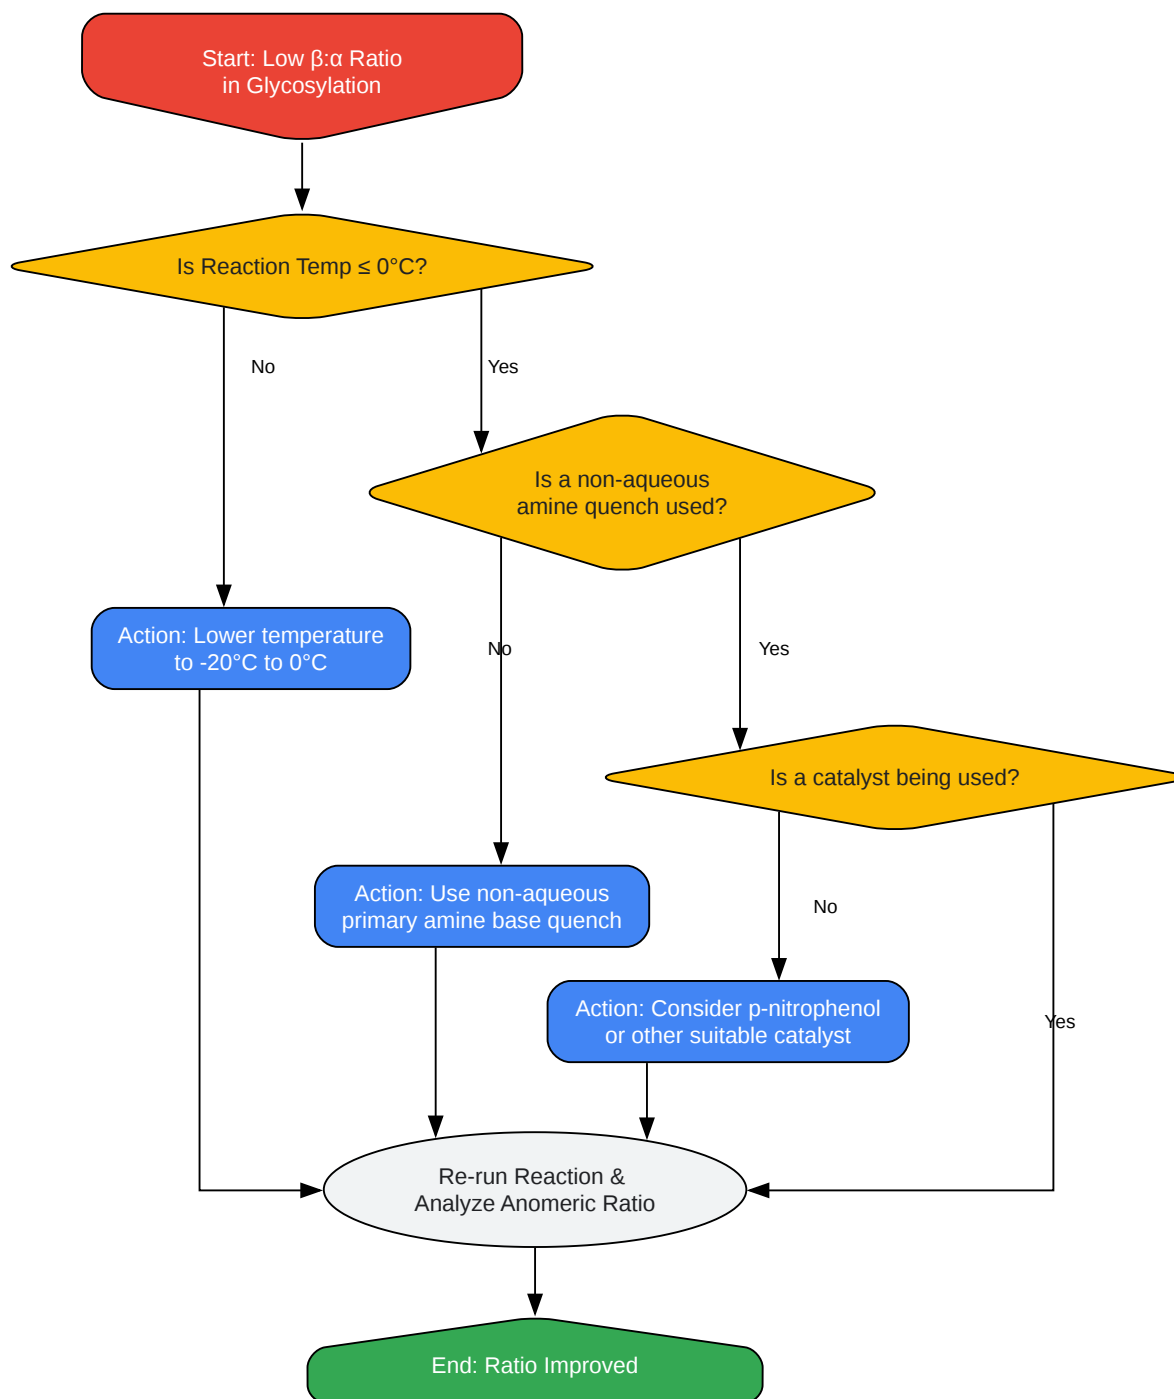 Start: Low β:α Ratio
in Glycosylation
Is Reaction Temp ≤ 0°C?
No
Yes
Is a non-aqueous
amine quench used?
Action: Lower temperature
to -20°C to 0°C
No
Yes
Is a catalyst being used?
Action: Use non-aqueous
primary amine base quench
No
Action: Consider p-nitrophenol
or other suitable catalyst
Yes
Re-run Reaction &
Analyze Anomeric Ratio
End: Ratio Improved